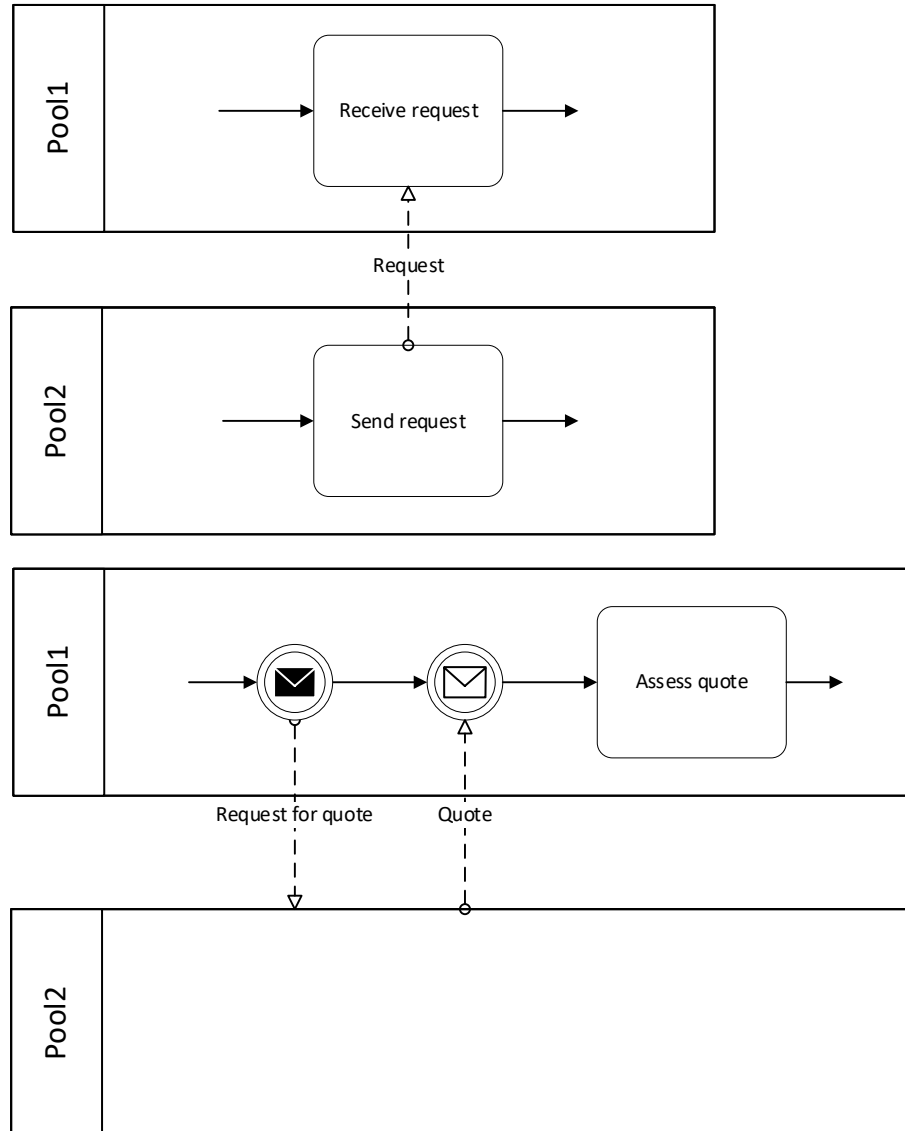 Pool1
Receive request
Request
Pool2
Send request
Pool1
Assess quote
Request for quote
Quote
Pool2